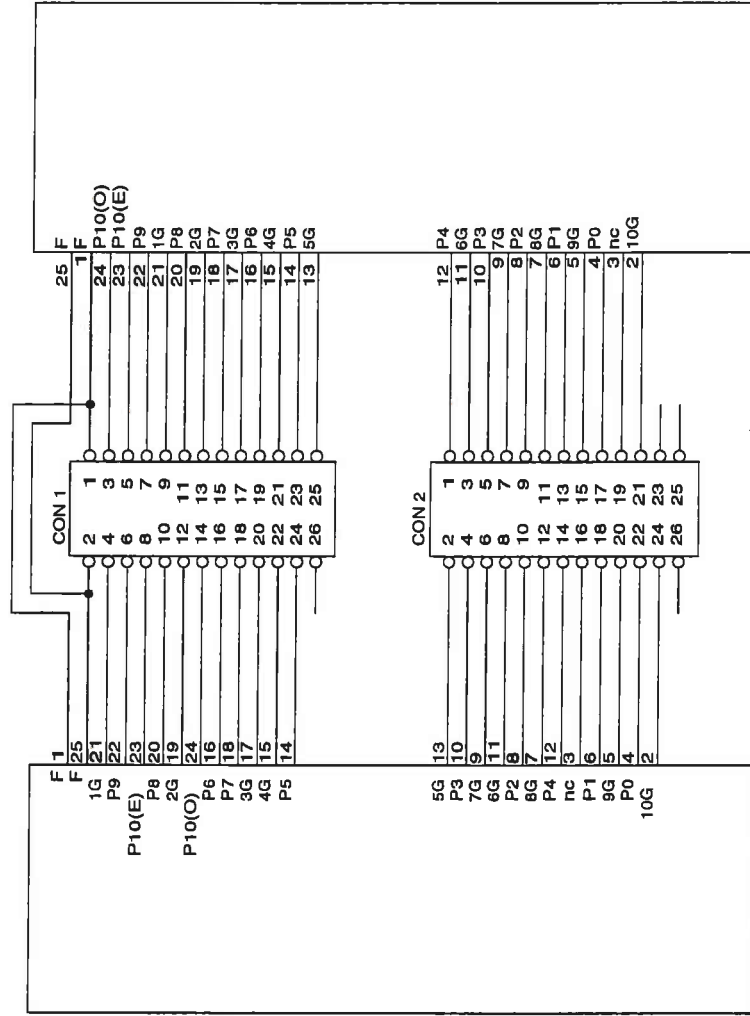 F 1
F 25
1G 21
P9 22
P10(E) 23
P8 20
2G 19
P10(O) 24
P6 16
P7 18
3G 17
4G 15
P5 14
CON 1
2 1
4 3
6 5
8 7
10 9
12 11
14 13
16 15
18 17
20 19
22 21
24 23
26 25
25 F
1 F
24 P10(O)
23 P10(E)
22 P9
21 1G
20 P8
19 2G
18 P7
17 3G
16 P6
15 4G
14 P5
13 5G
5G 13
P3 10
7G 9
6G 11
P2 8
8G 7
P4 12
nc 3
P1 6
9G 5
P0 4
10G 2
CON 2
2 1
4 3
6 5
8 7
10 9
12 11
14 13
16 15
18 17
20 19
22 21
24 23
26 25
12 P4
11 6G
10 P3
9 7G
8 P2
7 8G
6 P1
5 9G
4 P0
3 nc
2 10G